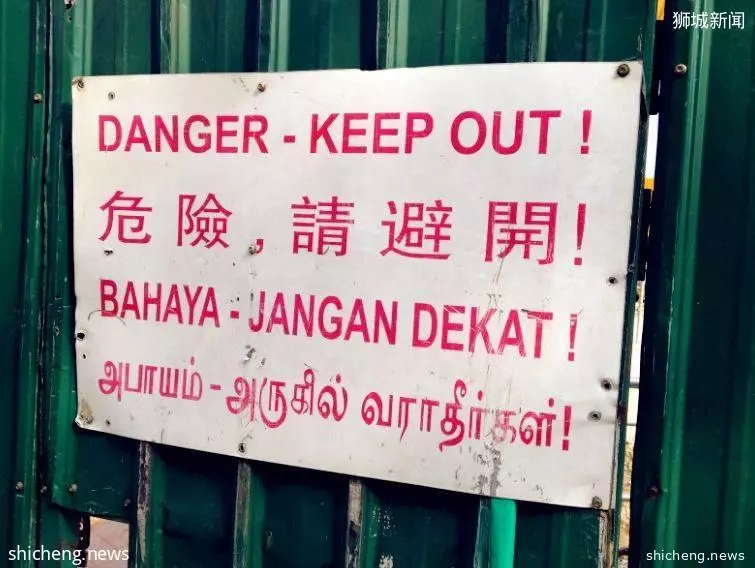 狮城新闻
DANGER - KEEP OUT !
危險,請避開!
BAHAYA - JANGAN DEKAT !
அபாயம் - அருகில் வராதீர்கள்!
shicheng.news
shicheng.news